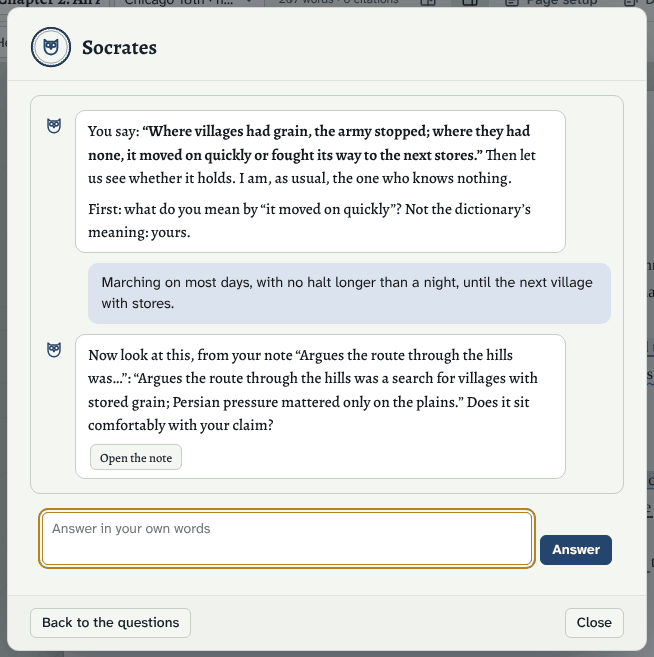 Chicago 18th
words
citations
Page setup
Socrates
You say: “Where villages had grain, the army stopped; where they had
none, it moved on quickly or fought its way to the next stores.” Then let
us see whether it holds. I am, as usual, the one who knows nothing.
First: what do you mean by “it moved on quickly”? Not the dictionary’s
meaning: yours.
Marching on most days, with no halt longer than a night, until the next village
with stores.
Now look at this, from your note “Argues the route through the hills
was…”: “Argues the route through the hills was a search for villages with
stored grain; Persian pressure mattered only on the plains.” Does it sit
comfortably with your claim?
Open the note
Answer in your own words
Answer
Back to the questions
Close